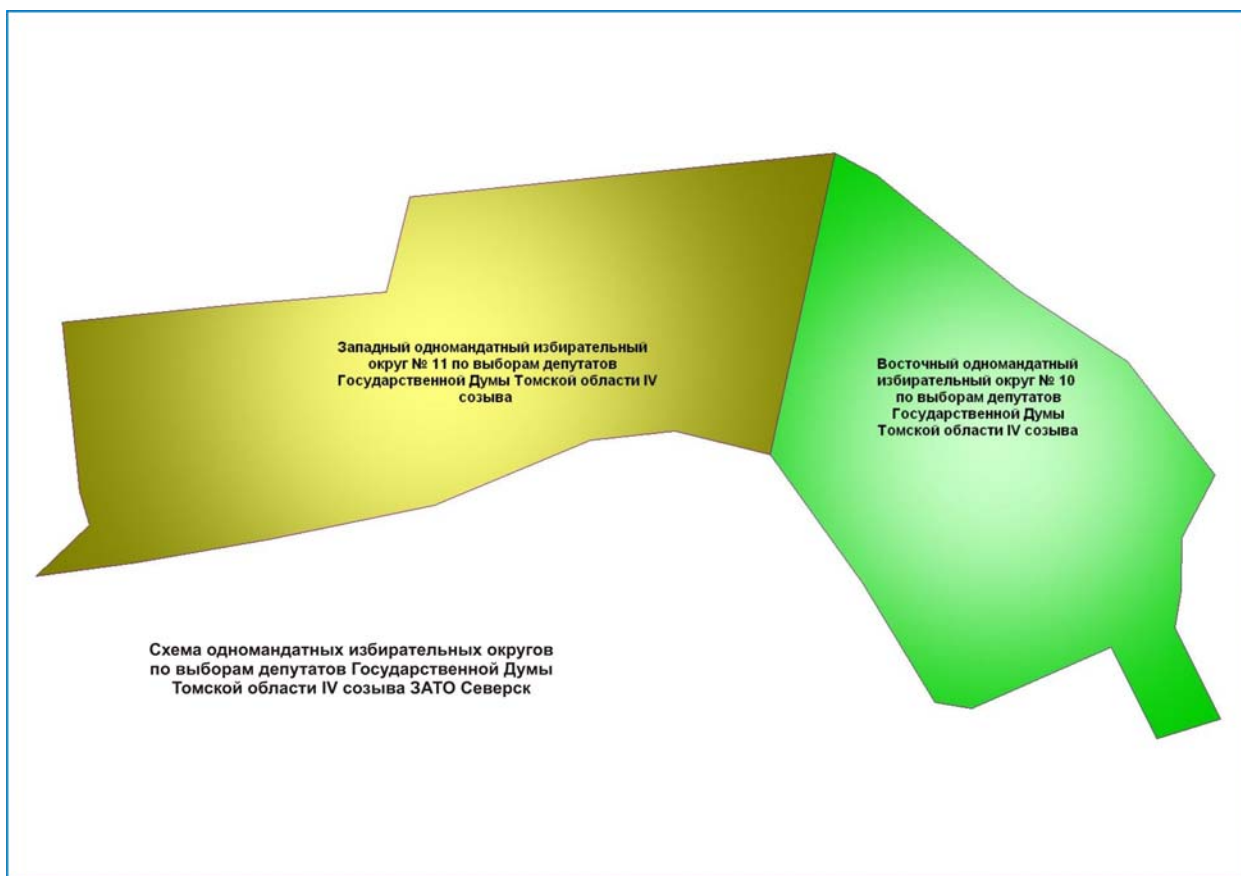 Западный одномандатный избирательный
округ № 11 по выборам депутатов
Государственной Думы Томской области IV
созыва
Восточный одномандатный
избирательный округ № 10
по выборам депутатов
Государственной Думы
Томской области IV созыва
Схема одномандатных избирательных округов
по выборам депутатов Государственной Думы
Томской области IV созыва ЗАТО Северск